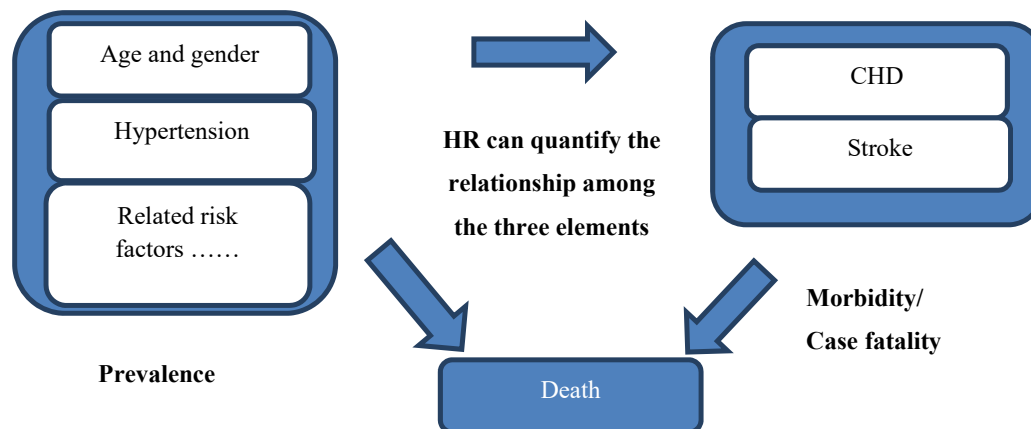 Age and gender
Hypertension
Related risk
factors ……
Prevalence
HR can quantify the
relationship among
the three elements
CHD
Stroke
Morbidity/
Case fatality
Death